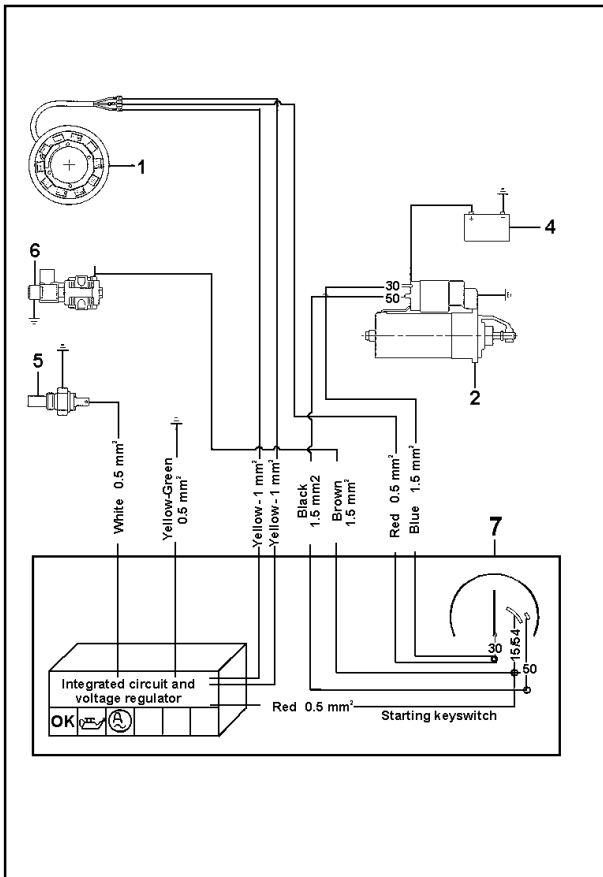 1
6
5
4
30
50
2
White 0.5 mm²
Yellow-Green
0.5 mm²
Yellow - 1 mm²
Yellow - 1 mm²
Black
1.5 mm2
Brown
1.5 mm²
Red 0.5 mm²
Blue 1.5 mm²
7
30
15/54
50
Integrated circuit and
voltage regulator
Red 0.5 mm²
Starting keyswitch
OK
A